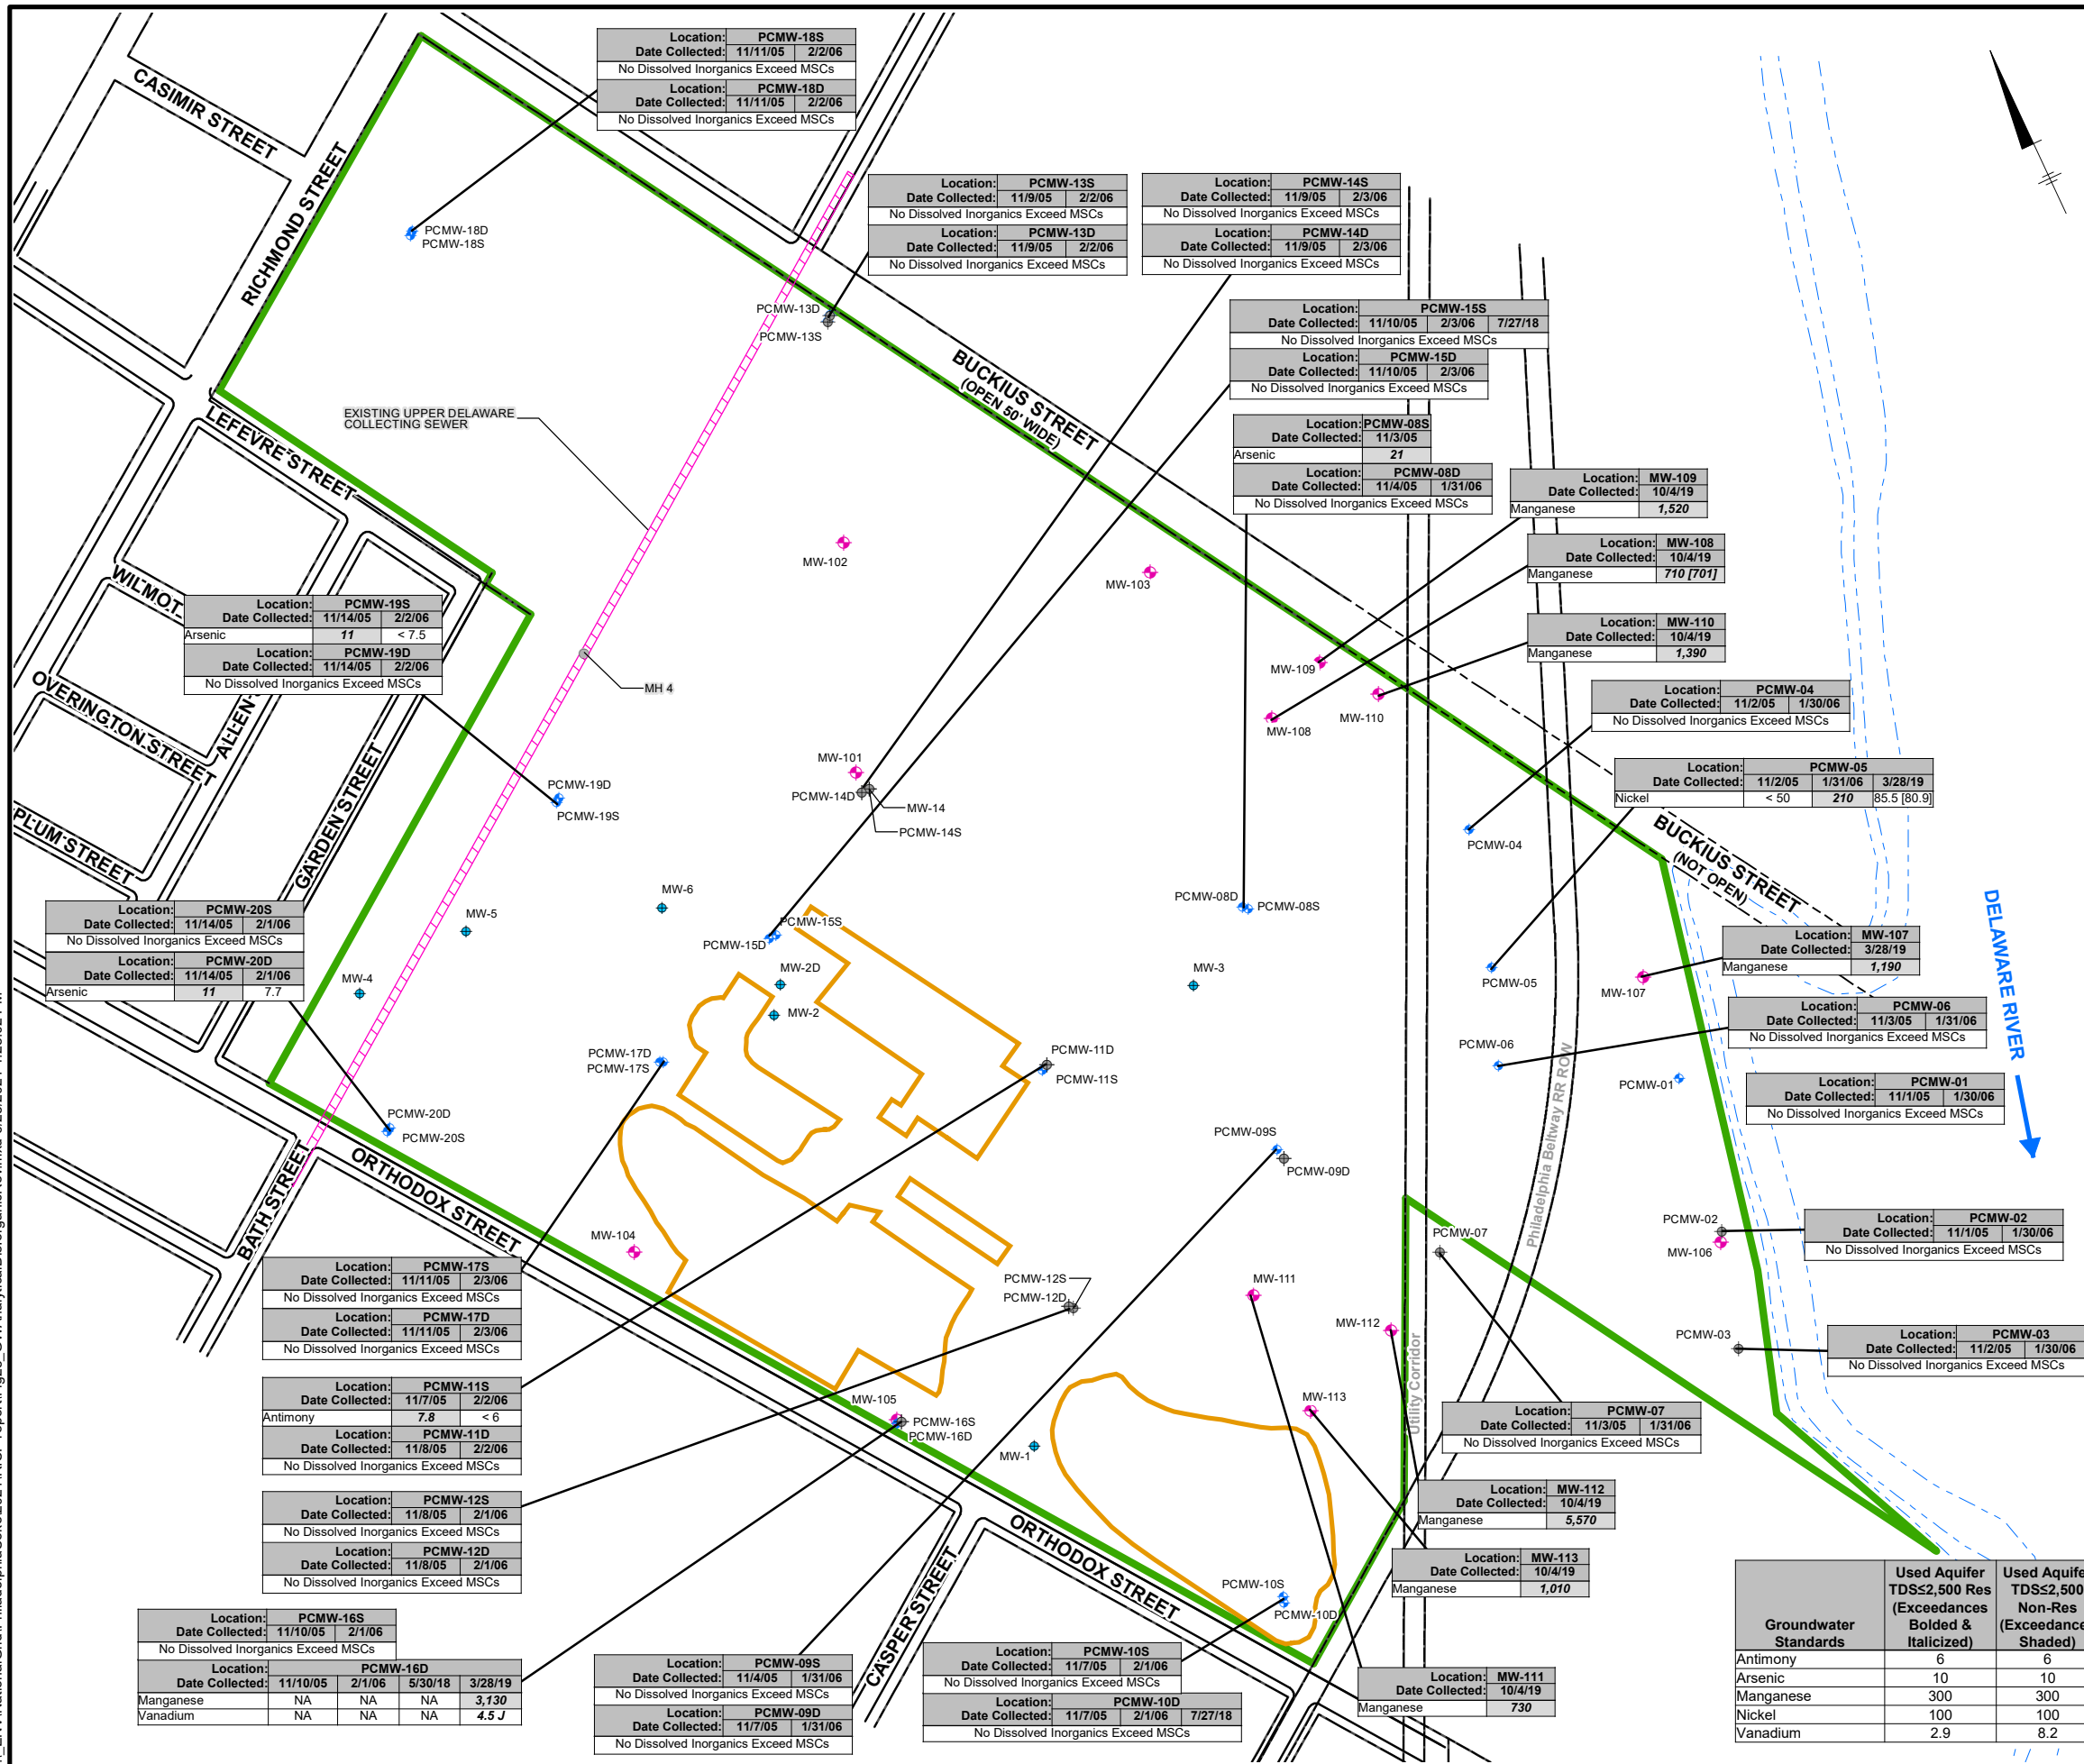 Location: PCMW-18S
Date Collected: 11/11/05 2/2/06
No Dissolved Inorganics Exceed MSCs
Location: PCMW-18D
Date Collected: 11/11/05 2/2/06
No Dissolved Inorganics Exceed MSCs
CASIMIR STREET
RICHMOND STREET
PCMW-18D
PCMW-18S
Location: PCMW-13S
Date Collected: 11/9/05 2/2/06
No Dissolved Inorganics Exceed MSCs
Location: PCMW-13D
Date Collected: 11/9/05 2/2/06
No Dissolved Inorganics Exceed MSCs
Location: PCMW-14S
Date Collected: 11/9/05 2/3/06
No Dissolved Inorganics Exceed MSCs
Location: PCMW-14D
Date Collected: 11/9/05 2/3/06
No Dissolved Inorganics Exceed MSCs
PCMW-13D
PCMW-13S
Location: PCMW-15S
Date Collected: 11/10/05 2/3/06 7/27/18
No Dissolved Inorganics Exceed MSCs
Location: PCMW-15D
Date Collected: 11/10/05 2/3/06
No Dissolved Inorganics Exceed MSCs
BUCKIUS STREET
(OPEN 50' WIDE)
LEFEVRE STREET
EXISTING UPPER DELAWARE
COLLECTING SEWER
Location: PCMW-08S
Date Collected: 11/3/05
Arsenic 21
Location: PCMW-08D
Date Collected: 11/4/05 1/31/06
No Dissolved Inorganics Exceed MSCs
Location: MW-109
Date Collected: 10/4/19
Manganese 1,520
Location: MW-108
Date Collected: 10/4/19
Manganese 710 [701]
Location: MW-110
Date Collected: 10/4/19
Manganese 1,390
MW-102
MW-103
WILMOT
Location: PCMW-19S
Date Collected: 11/14/05 2/2/06
Arsenic 11 < 7.5
Location: PCMW-19D
Date Collected: 11/14/05 2/2/06
No Dissolved Inorganics Exceed MSCs
OVERINGTON STREET
ALLEN
MH 4
MW-109
MW-110
MW-108
Location: PCMW-04
Date Collected: 11/2/05 1/30/06
No Dissolved Inorganics Exceed MSCs
Location: PCMW-05
Date Collected: 11/2/05 1/31/06 3/28/19
Nickel < 50 210 85.5 [80.9]
MW-101
PCMW-14D
MW-14
PCMW-14S
PCMW-19D
PCMW-19S
PLUM STREET
GARDEN STREET
PCMW-04
BUCKIUS STREET
(NOT OPEN)
DELAWARE RIVER
Location: PCMW-20S
Date Collected: 11/14/05 2/1/06
No Dissolved Inorganics Exceed MSCs
Location: PCMW-20D
Date Collected: 11/14/05 2/1/06
Arsenic 11 7.7
MW-6
MW-5
MW-4
PCMW-15S
PCMW-15D
MW-2D
MW-2
PCMW-08D
PCMW-08S
MW-3
PCMW-05
MW-107
Location: MW-107
Date Collected: 3/28/19
Manganese 1,190
Location: PCMW-06
Date Collected: 11/3/05 1/31/06
No Dissolved Inorganics Exceed MSCs
Location: PCMW-01
Date Collected: 11/1/05 1/30/06
No Dissolved Inorganics Exceed MSCs
PCMW-17D
PCMW-17S
PCMW-11D
PCMW-11S
PCMW-06
PCMW-01
PCMW-20D
PCMW-20S
PCMW-09S
PCMW-09D
Philadelphia Beltway RR ROW
BATH STREET
ORTHODOX STREET
MW-104
PCMW-07
PCMW-02
MW-106
Location: PCMW-02
Date Collected: 11/1/05 1/30/06
No Dissolved Inorganics Exceed MSCs
Location: PCMW-17S
Date Collected: 11/11/05 2/3/06
No Dissolved Inorganics Exceed MSCs
Location: PCMW-17D
Date Collected: 11/11/05 2/3/06
No Dissolved Inorganics Exceed MSCs
PCMW-12S
PCMW-12D
MW-111
MW-112
Utility Corridor
PCMW-03
Location: PCMW-03
Date Collected: 11/2/05 1/30/06
No Dissolved Inorganics Exceed MSCs
Location: PCMW-11S
Date Collected: 11/7/05 2/2/06
Antimony 7.8 < 6
Location: PCMW-11D
Date Collected: 11/8/05 2/2/06
No Dissolved Inorganics Exceed MSCs
MW-105
PCMW-16S
PCMW-16D
MW-1
MW-113
Location: PCMW-07
Date Collected: 11/3/05 1/31/06
No Dissolved Inorganics Exceed MSCs
Location: PCMW-12S
Date Collected: 11/8/05 2/1/06
No Dissolved Inorganics Exceed MSCs
Location: PCMW-12D
Date Collected: 11/8/05 2/1/06
No Dissolved Inorganics Exceed MSCs
Location: MW-112
Date Collected: 10/4/19
Manganese 5,570
Location: MW-113
Date Collected: 10/4/19
Manganese 1,010
ORTHODOX STREET
CASPER STREET
PCMW-10S
PCMW-10D
Location: PCMW-16S
Date Collected: 11/10/05 2/1/06
No Dissolved Inorganics Exceed MSCs
Location: PCMW-16D
Date Collected: 11/10/05 2/1/06 5/30/18 3/28/19
Manganese NA NA NA 3,130
Vanadium NA NA NA 4.5 J
Location: PCMW-09S
Date Collected: 11/4/05 1/31/06
No Dissolved Inorganics Exceed MSCs
Location: PCMW-09D
Date Collected: 11/7/05 1/31/06
No Dissolved Inorganics Exceed MSCs
Location: PCMW-10S
Date Collected: 11/7/05 2/1/06
No Dissolved Inorganics Exceed MSCs
Location: PCMW-10D
Date Collected: 11/7/05 2/1/06 7/27/18
No Dissolved Inorganics Exceed MSCs
Location: MW-111
Date Collected: 10/4/19
Manganese 730
Groundwater Standards
Used Aquifer TDS≤2,500 Res (Exceedances Bolded & Italicized)
Used Aquife TDS≤2,500 Non-Res (Exceedance Shaded)
Antimony 6 6
Arsenic 10 10
Manganese 300 300
Nickel 100 100
Vanadium 2.9 8.2